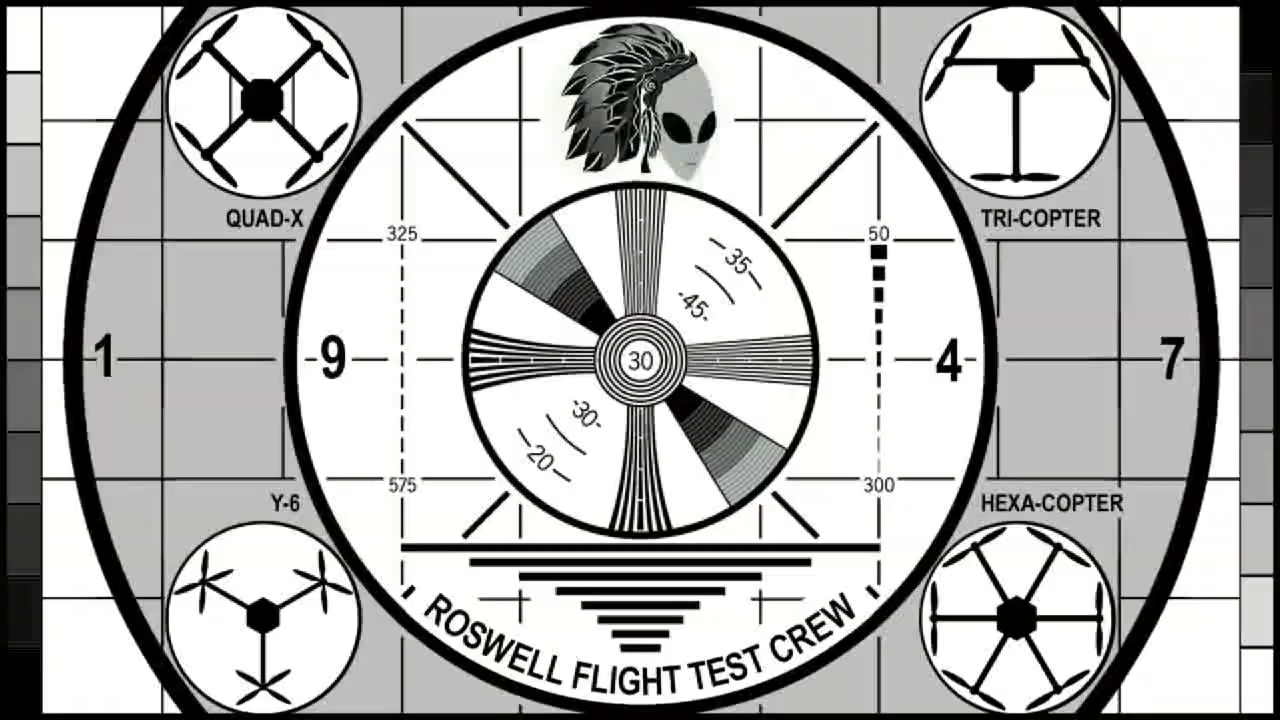 QUAD-X
TRI-COPTER
325
50
-35-
-45-
1
9
30
4
7
-30-
-20-
575
300
Y-6
HEXA-COPTER
ROSWELL FLIGHT TEST CREW